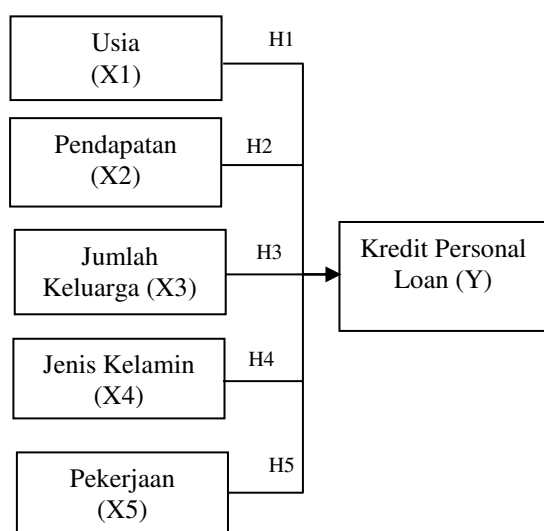 Usia
(X1)
H1
Pendapatan
(X2)
H2
Jumlah
Keluarga (X3)
H3
Kredit Personal
Loan (Y)
Jenis Kelamin
(X4)
H4
Pekerjaan
(X5)
H5